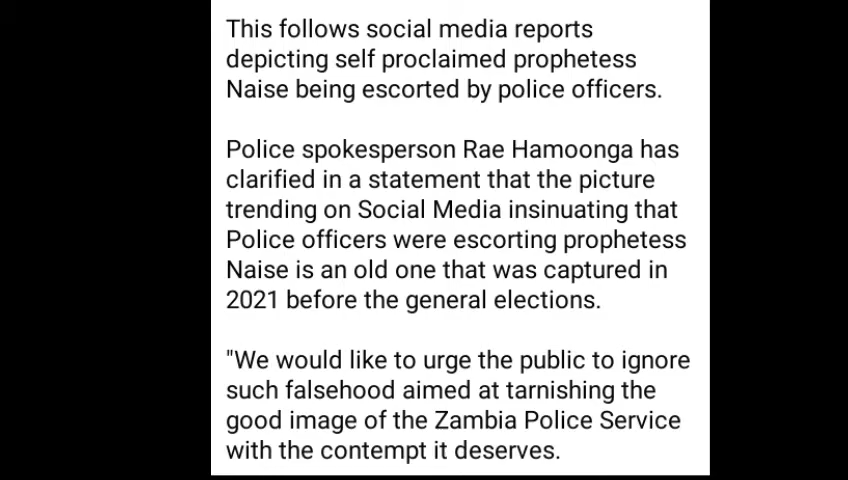 This follows social media reports
depicting self proclaimed prophetess
Naise being escorted by police officers.
Police spokesperson Rae Hamoonga has
clarified in a statement that the picture
trending on Social Media insinuating that
Police officers were escorting prophetess
Naise is an old one that was captured in
2021 before the general elections.
"We would like to urge the public to ignore
such falsehood aimed at tarnishing the
good image of the Zambia Police Service
with the contempt it deserves.